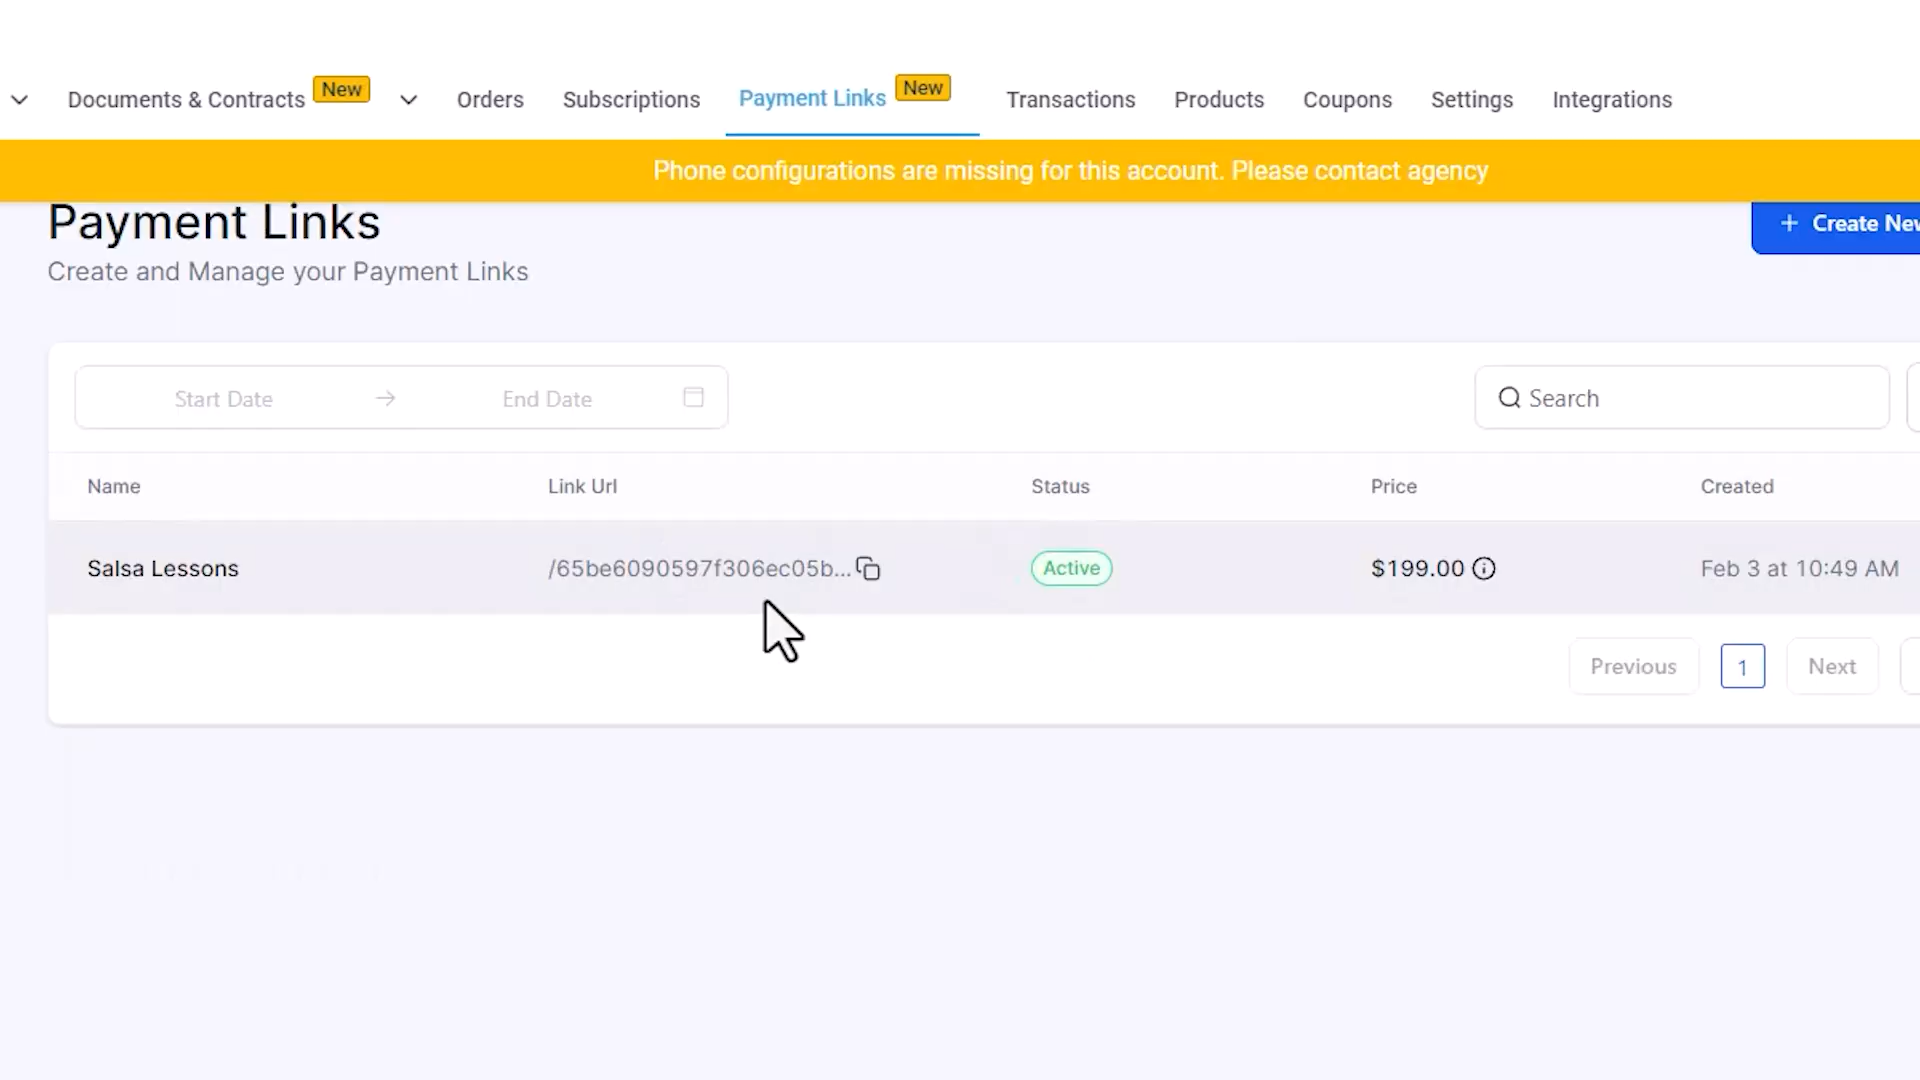 Documents & Contracts New Orders Subscriptions Payment Links New Transactions Products Coupons Settings Integrations
Phone configurations are missing for this account. Please contact agency
Payment Links
+ Create New
Create and Manage your Payment Links
Start Date → End Date
Search
Name Link Url Status Price Created
Salsa Lessons /65be6090597f306ec05b... Active $199.00 Feb 3 at 10:49 AM
Previous 1 Next